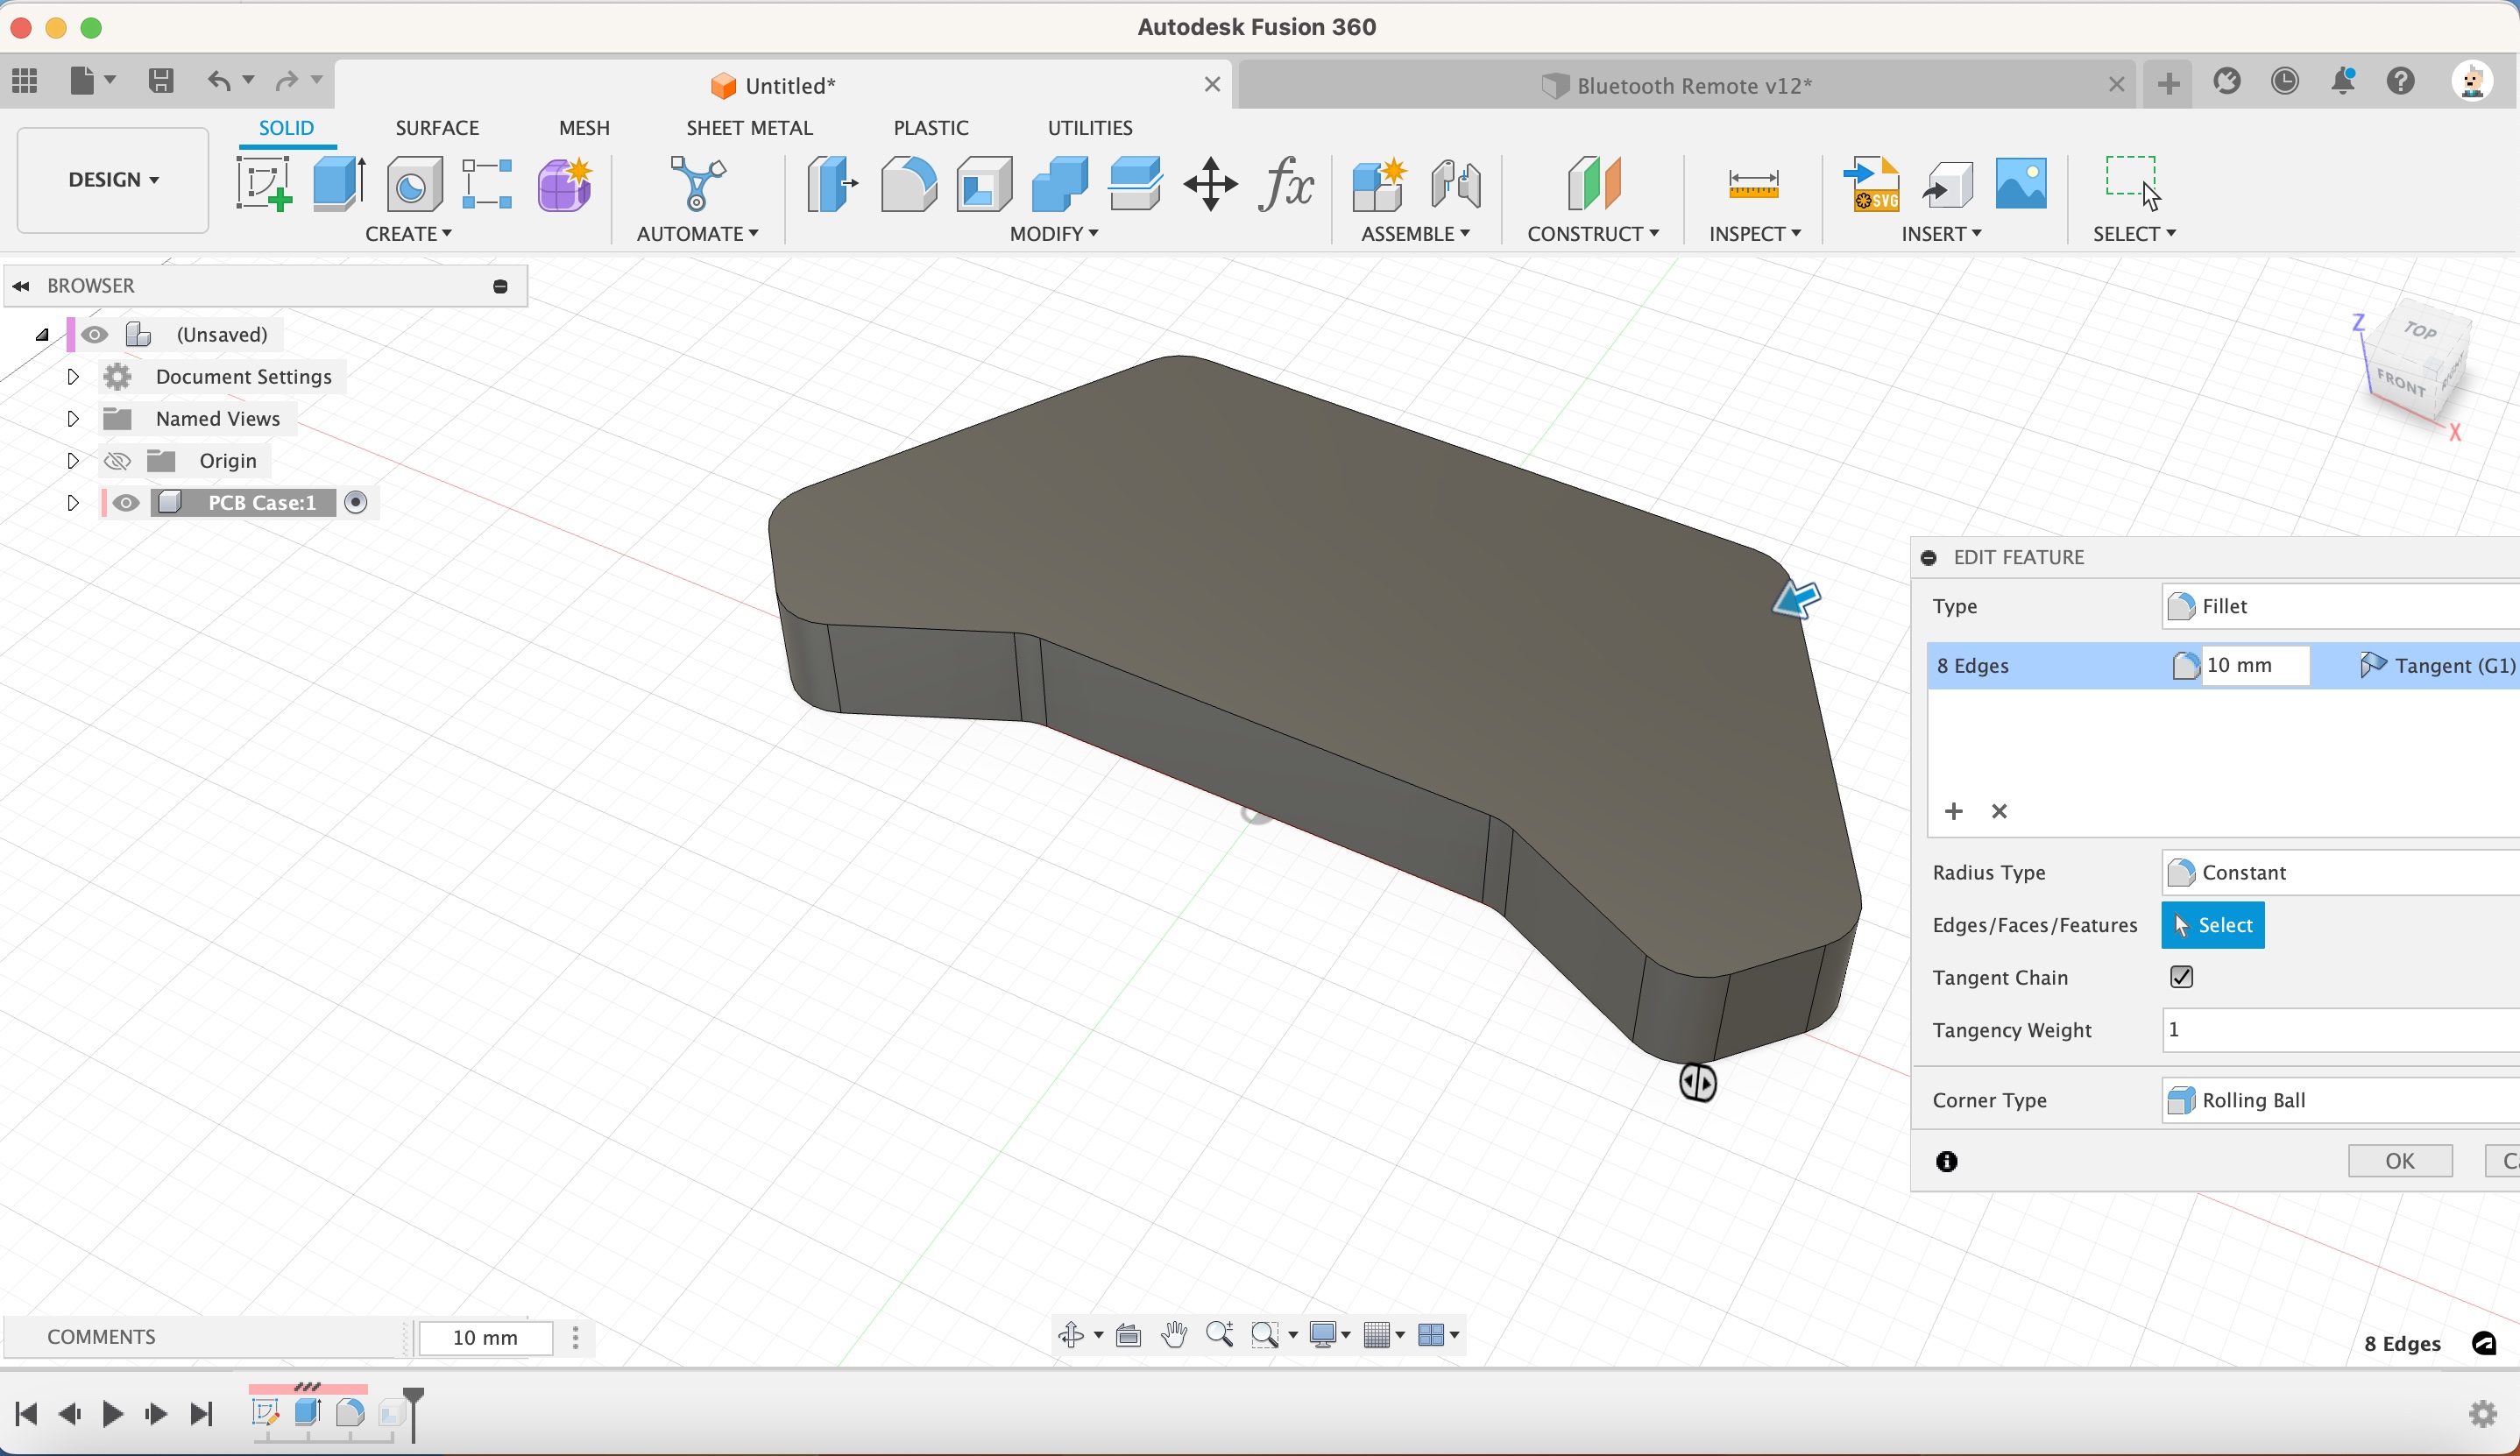 Autodesk Fusion 360
Untitled*
Bluetooth Remote v12*
SOLID SURFACE MESH SHEET METAL PLASTIC UTILITIES
DESIGN
SVG
CREATE AUTOMATE MODIFY ASSEMBLE CONSTRUCT INSPECT INSERT SELECT
fx
BROWSER
(Unsaved)
Document Settings
Named Views
Origin
PCB Case:1
Z
TOP
FRONT
RIGHT
X
EDIT FEATURE
Type Fillet
8 Edges 10 mm Tangent (G1)
Radius Type Constant
Edges/Faces/Features Select
Tangent Chain
Tangency Weight 1
Corner Type Rolling Ball
OK
COMMENTS
10 mm
8 Edges